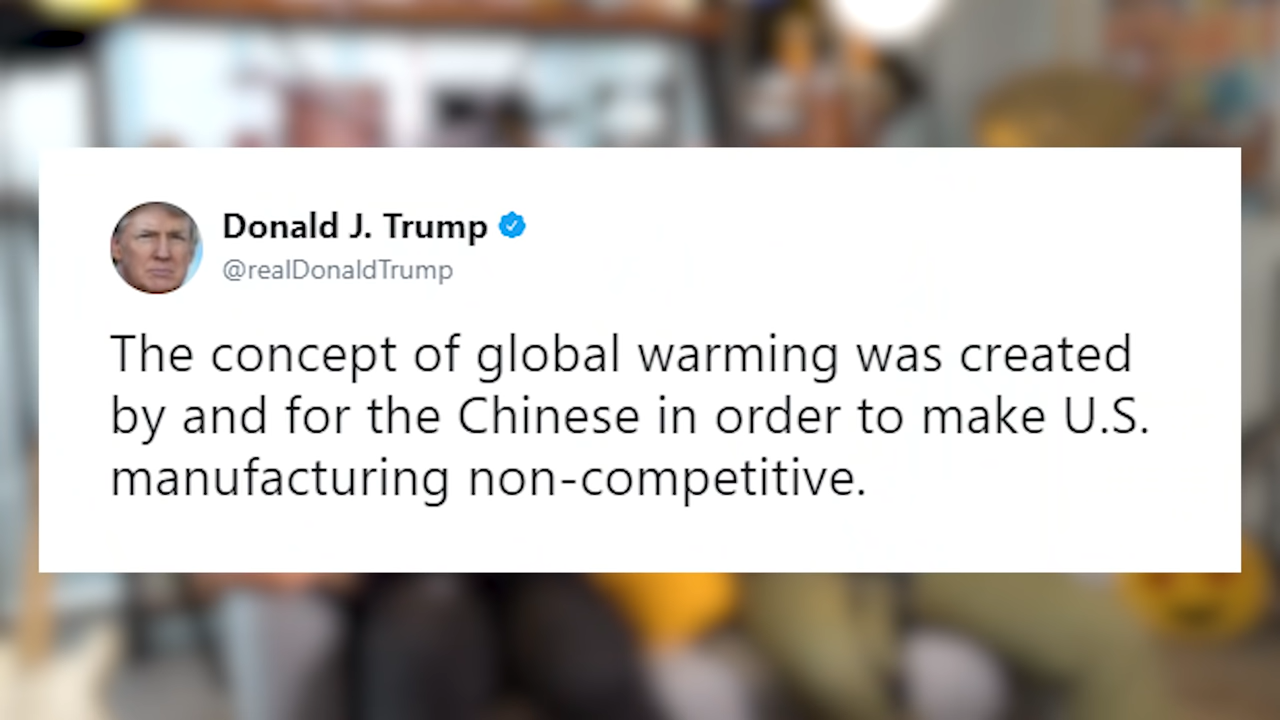 Donald J. Trump
@realDonaldTrump
The concept of global warming was created
by and for the Chinese in order to make U.S.
manufacturing non-competitive.